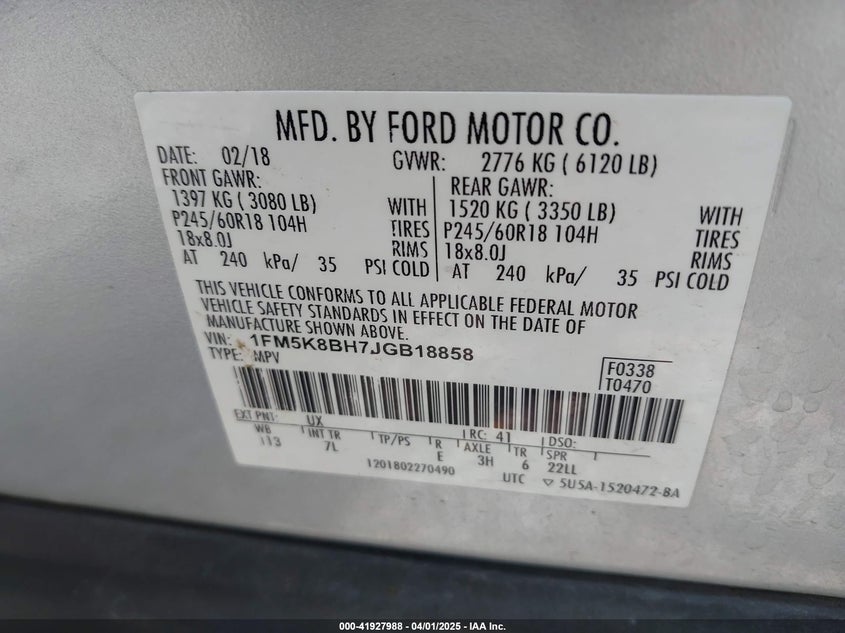 MFD. BY FORD MOTOR CO.
DATE: 02/18 GVWR: 2776 KG ( 6120 LB)
FRONT GAWR: REAR GAWR:
1397 KG ( 3080 LB) WITH 1520 KG ( 3350 LB) WITH
P245/60R18 104H TIRES P245/60R18 104H TIRES
18x8.0J RIMS 18x8.0J RIMS
AT 240 kPa/ 35 PSI COLD AT 240 kPa/ 35 PSI COLD
THIS VEHICLE CONFORMS TO ALL APPLICABLE FEDERAL MOTOR
VEHICLE SAFETY STANDARDS IN EFFECT ON THE DATE OF
MANUFACTURE SHOWN ABOVE.
VIN: 1FM5K8BH7JGB18858 F0338
TYPE: MPV T0470
EXT PNT: UX RC: 41 DSO:
WB INT TR TP/PS R AXLE TR SPR
113 7L E 3H 6 22LL
1201802270490 UTC ▽ 5U5A-1520472-BA
000-41927988 | 04/01/2025 - IAA Inc.